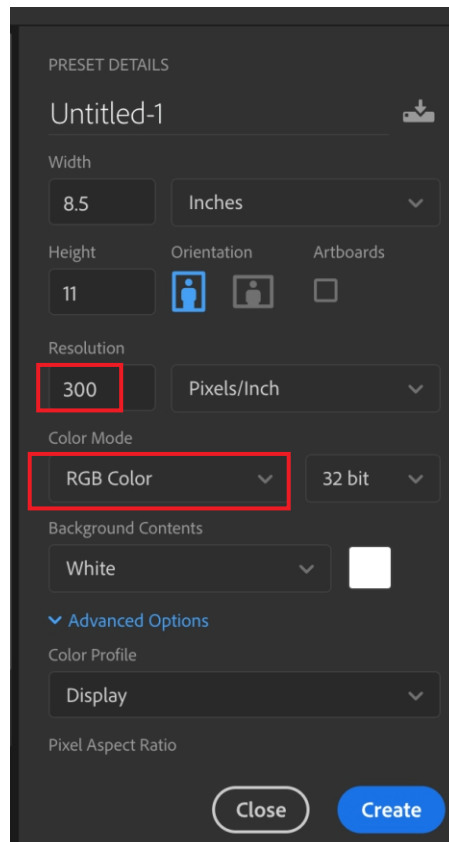 PRESET DETAILS
Untitled-1
Width
8.5 Inches
Height Orientation Artboards
11
Resolution
300 Pixels/Inch
Color Mode
RGB Color 32 bit
Background Contents
White
Advanced Options
Color Profile
Display
Pixel Aspect Ratio
Close Create